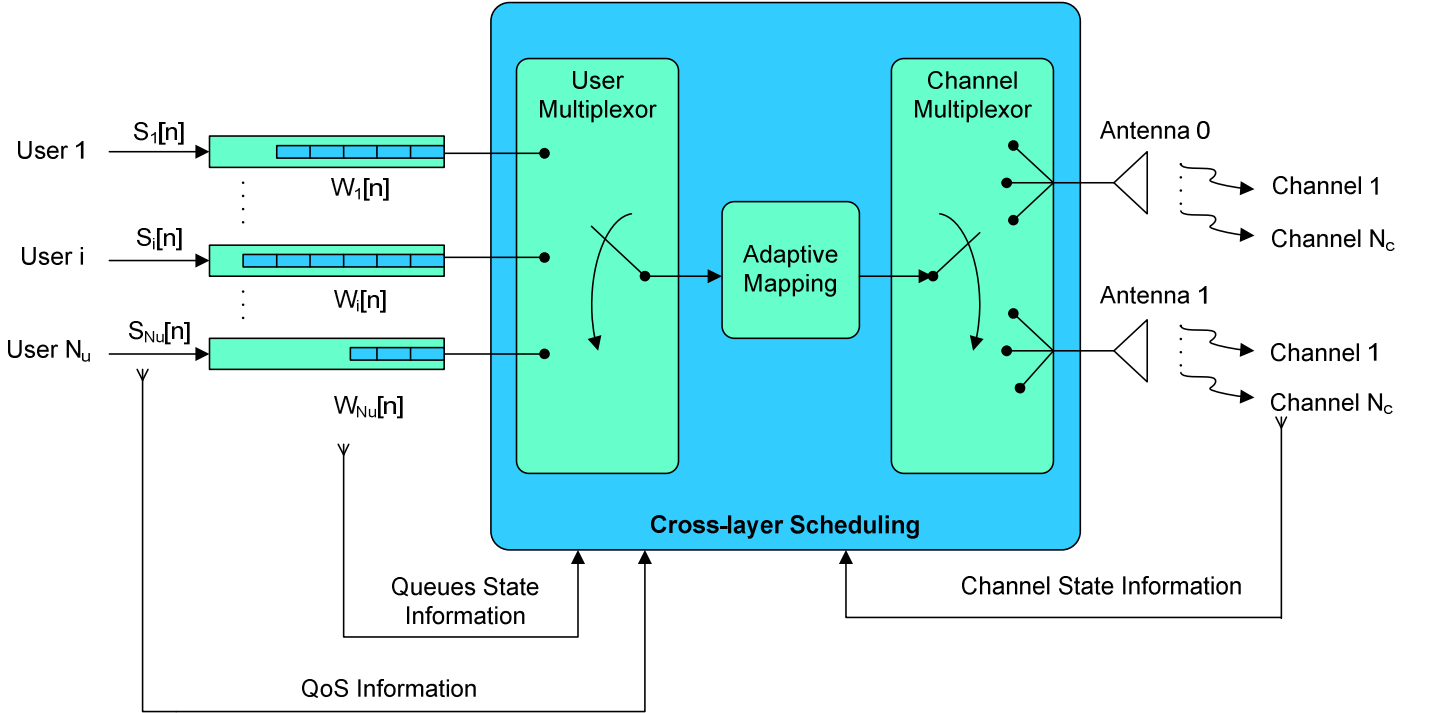 User 1
S1[n]
W1[n]
User i
Si[n]
Wi[n]
User Nu
SNu[n]
WNu[n]
User
Multiplexor
Adaptive
Mapping
Channel
Multiplexor
Cross-layer Scheduling
Antenna 0
Channel 1
Channel Nc
Antenna 1
Channel 1
Channel Nc
Queues State
Information
Channel State Information
QoS Information